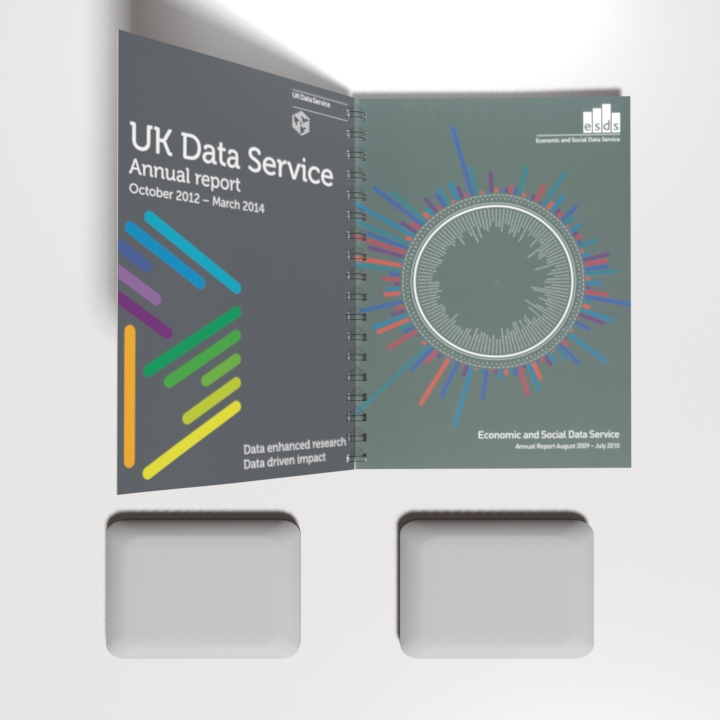 UK Data Service
UK Data Service
Annual report
October 2012 – March 2014
Data enhanced research
Data driven impact
esds
Economic and Social Data Service
Economic and Social Data Service
Annual Report August 2009 – July 2010